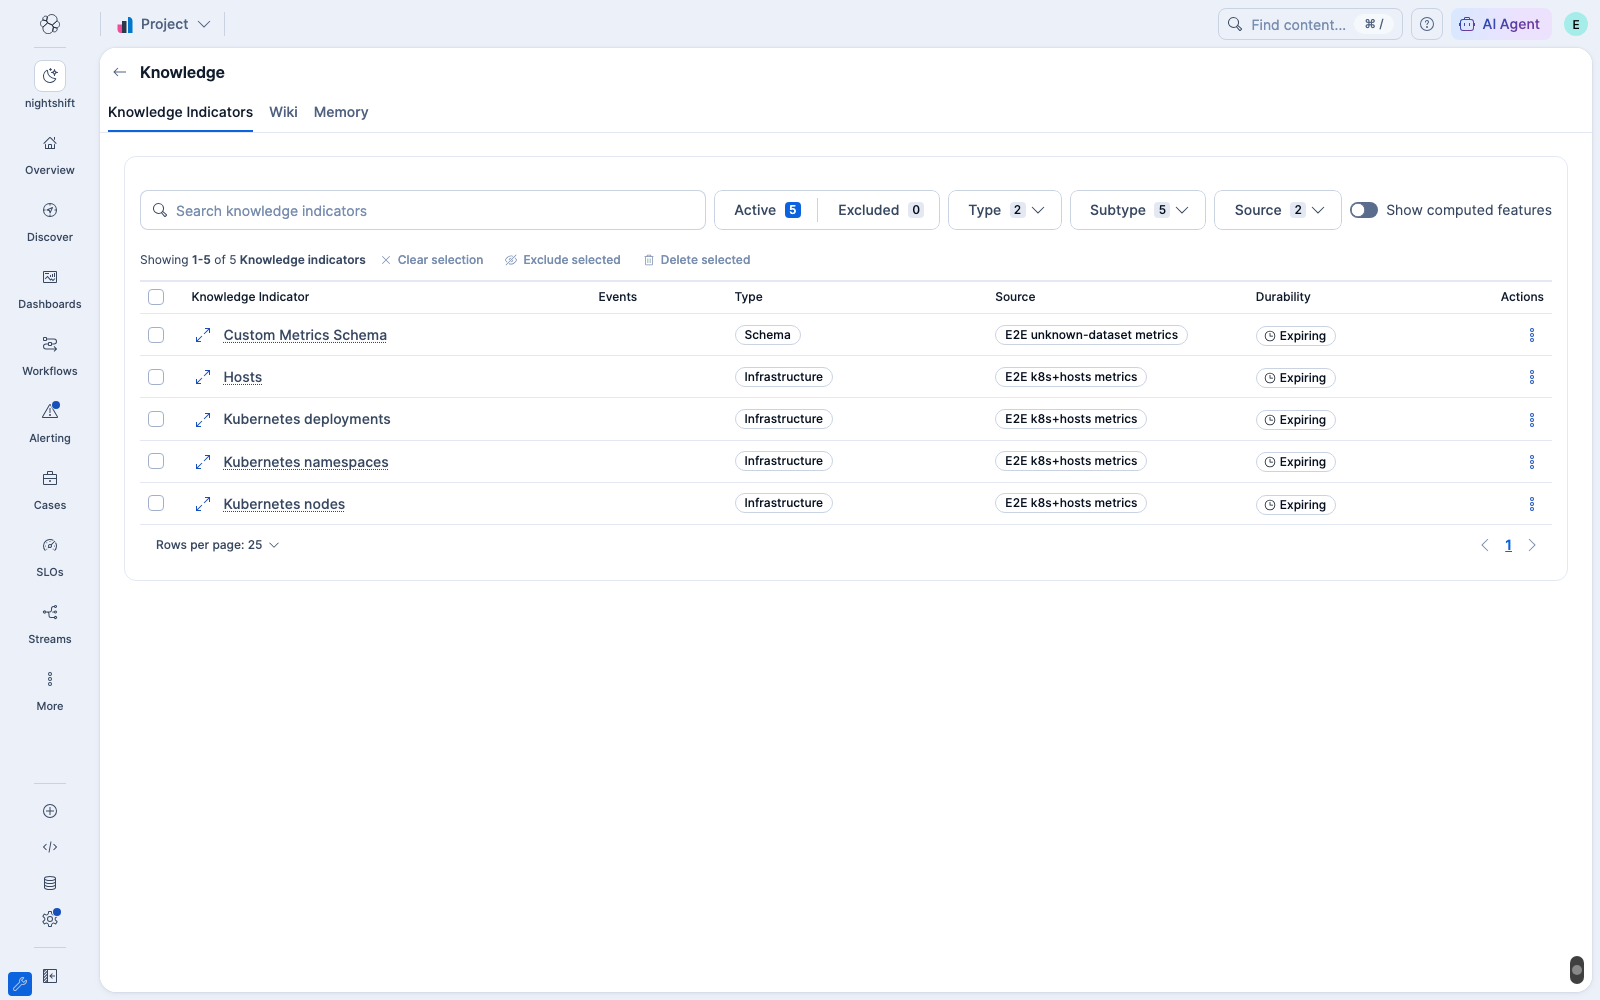 Project
Find content...
⌘ /
AI Agent
E
nightshift
Overview
Discover
Dashboards
Workflows
Alerting
Cases
SLOs
Streams
More
Knowledge
Knowledge Indicators Wiki Memory
Search knowledge indicators
Active 5 Excluded 0 Type 2 Subtype 5 Source 2 Show computed features
Showing 1-5 of 5 Knowledge indicators Clear selection Exclude selected Delete selected
Knowledge Indicator Events Type Source Durability Actions
Custom Metrics Schema Schema E2E unknown-dataset metrics Expiring
Hosts Infrastructure E2E k8s+hosts metrics Expiring
Kubernetes deployments Infrastructure E2E k8s+hosts metrics Expiring
Kubernetes namespaces Infrastructure E2E k8s+hosts metrics Expiring
Kubernetes nodes Infrastructure E2E k8s+hosts metrics Expiring
Rows per page: 25 1